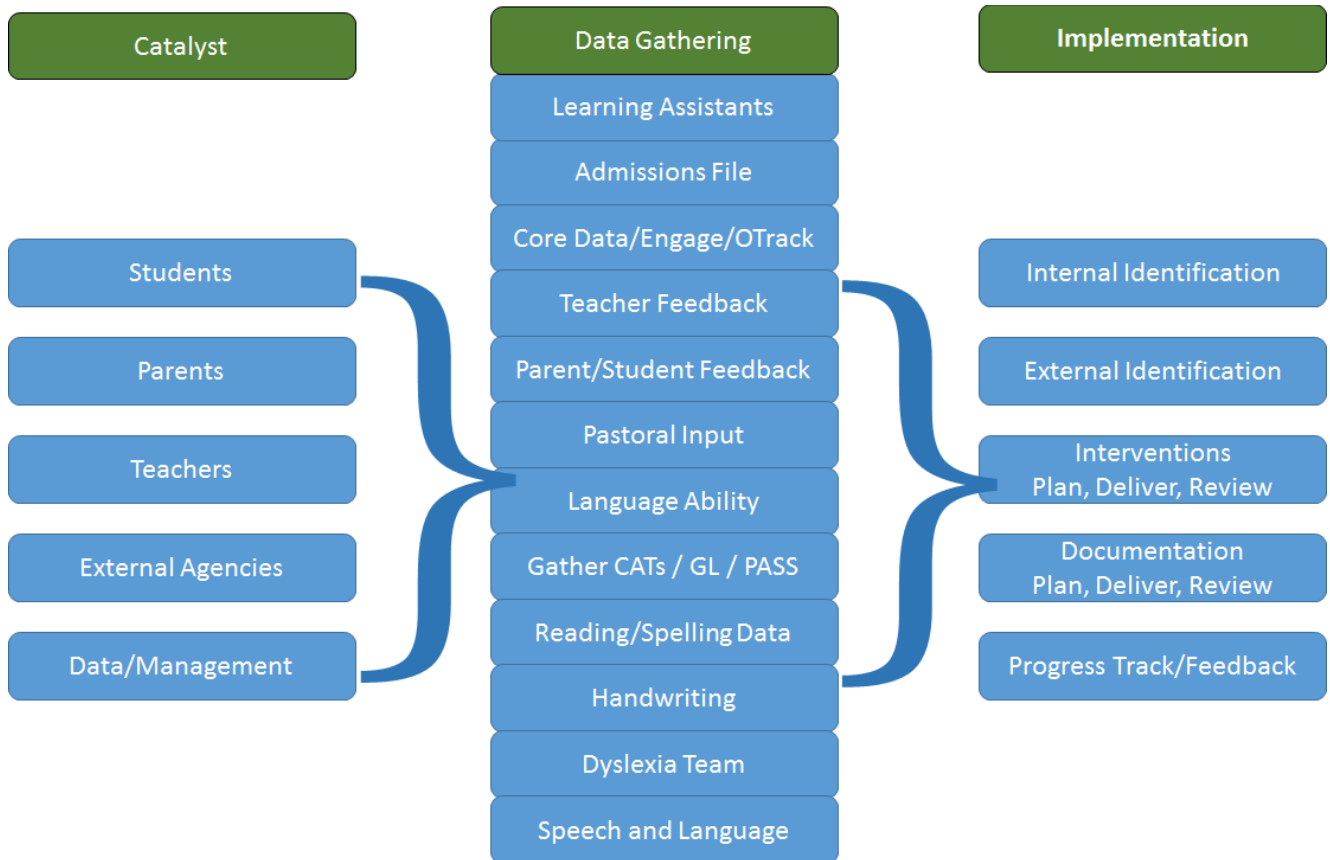 Catalyst
Students
Parents
Teachers
External Agencies
Data/Management
Data Gathering
Learning Assistants
Admissions File
Core Data/Engage/OTrack
Teacher Feedback
Parent/Student Feedback
Pastoral Input
Language Ability
Gather CATs / GL / PASS
Reading/Spelling Data
Handwriting
Dyslexia Team
Speech and Language
Implementation
Internal Identification
External Identification
Interventions
Plan, Deliver, Review
Documentation
Plan, Deliver, Review
Progress Track/Feedback